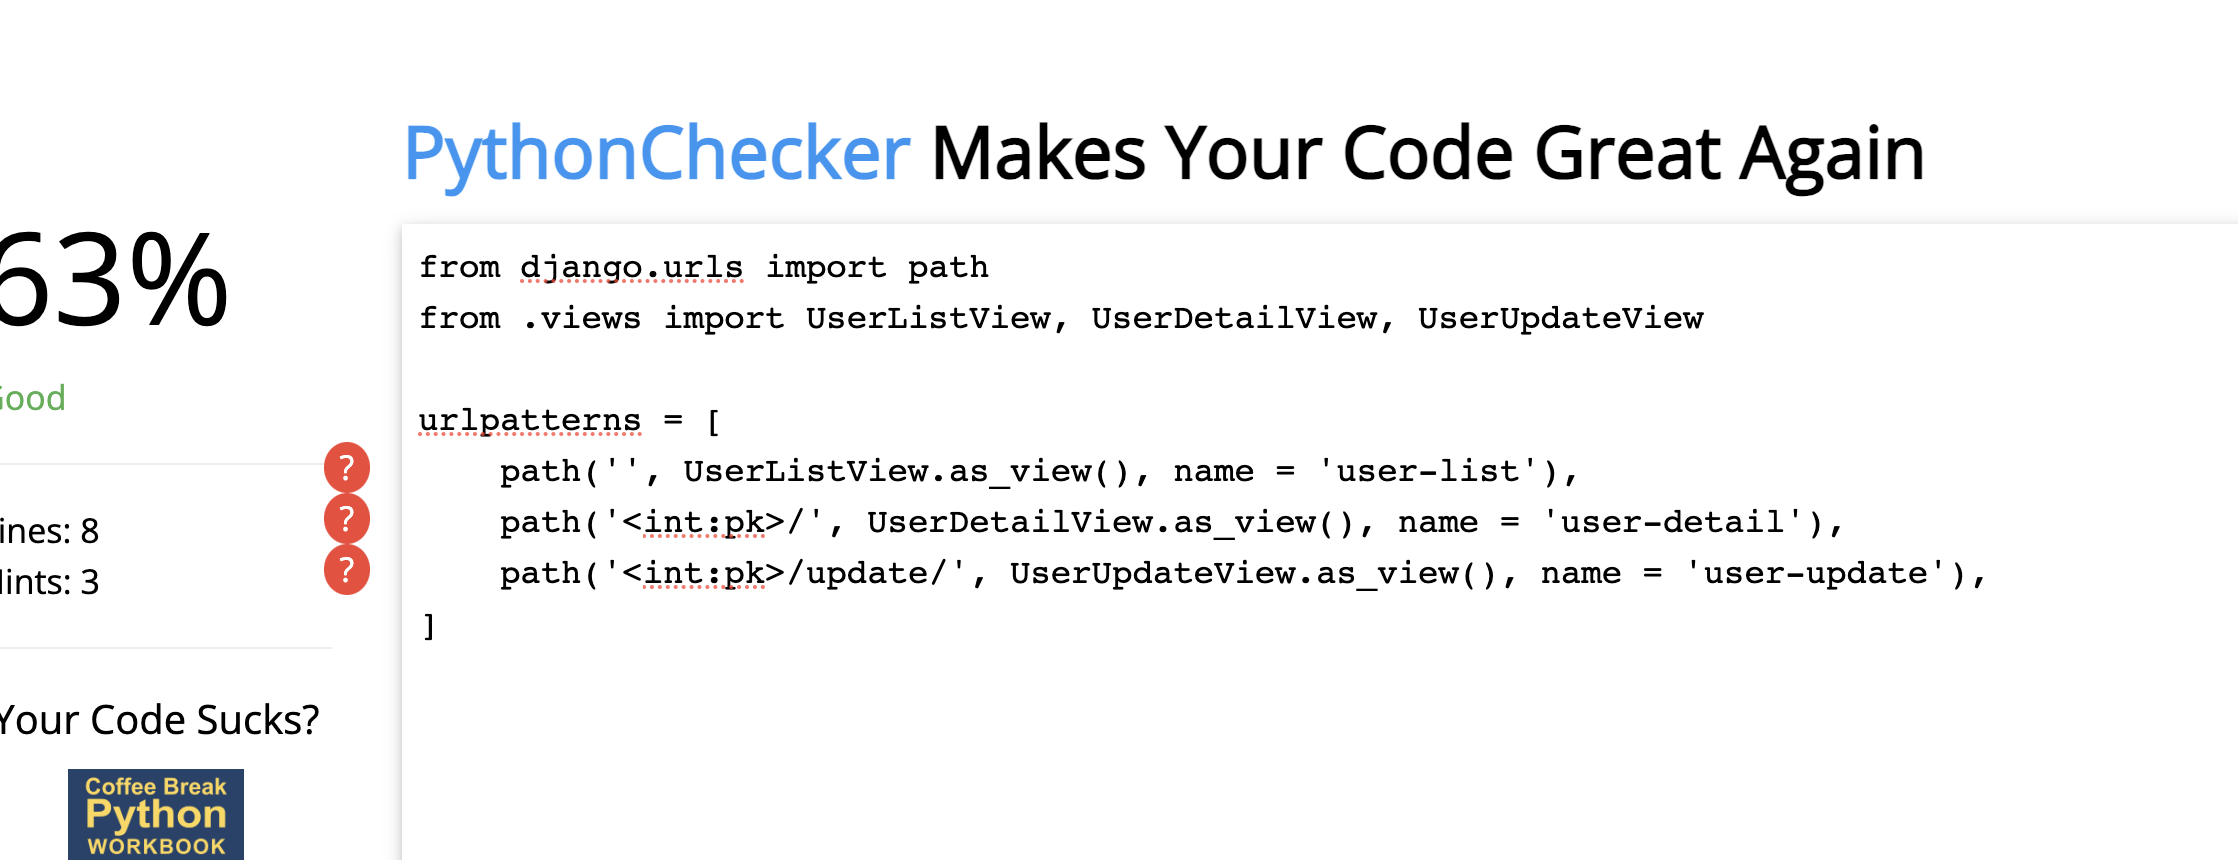 PythonChecker Makes Your Code Great Again
63%
from django.urls import path
from .views import UserListView, UserDetailView, UserUpdateView
Good
urlpatterns = [
?
path('', UserListView.as_view(), name = 'user-list'),
ines: 8
?
path('<int:pk>/', UserDetailView.as_view(), name = 'user-detail'),
ints: 3
?
path('<int:pk>/update/', UserUpdateView.as_view(), name = 'user-update'),
]
Your Code Sucks?
Coffee Break
Python
WORKBOOK